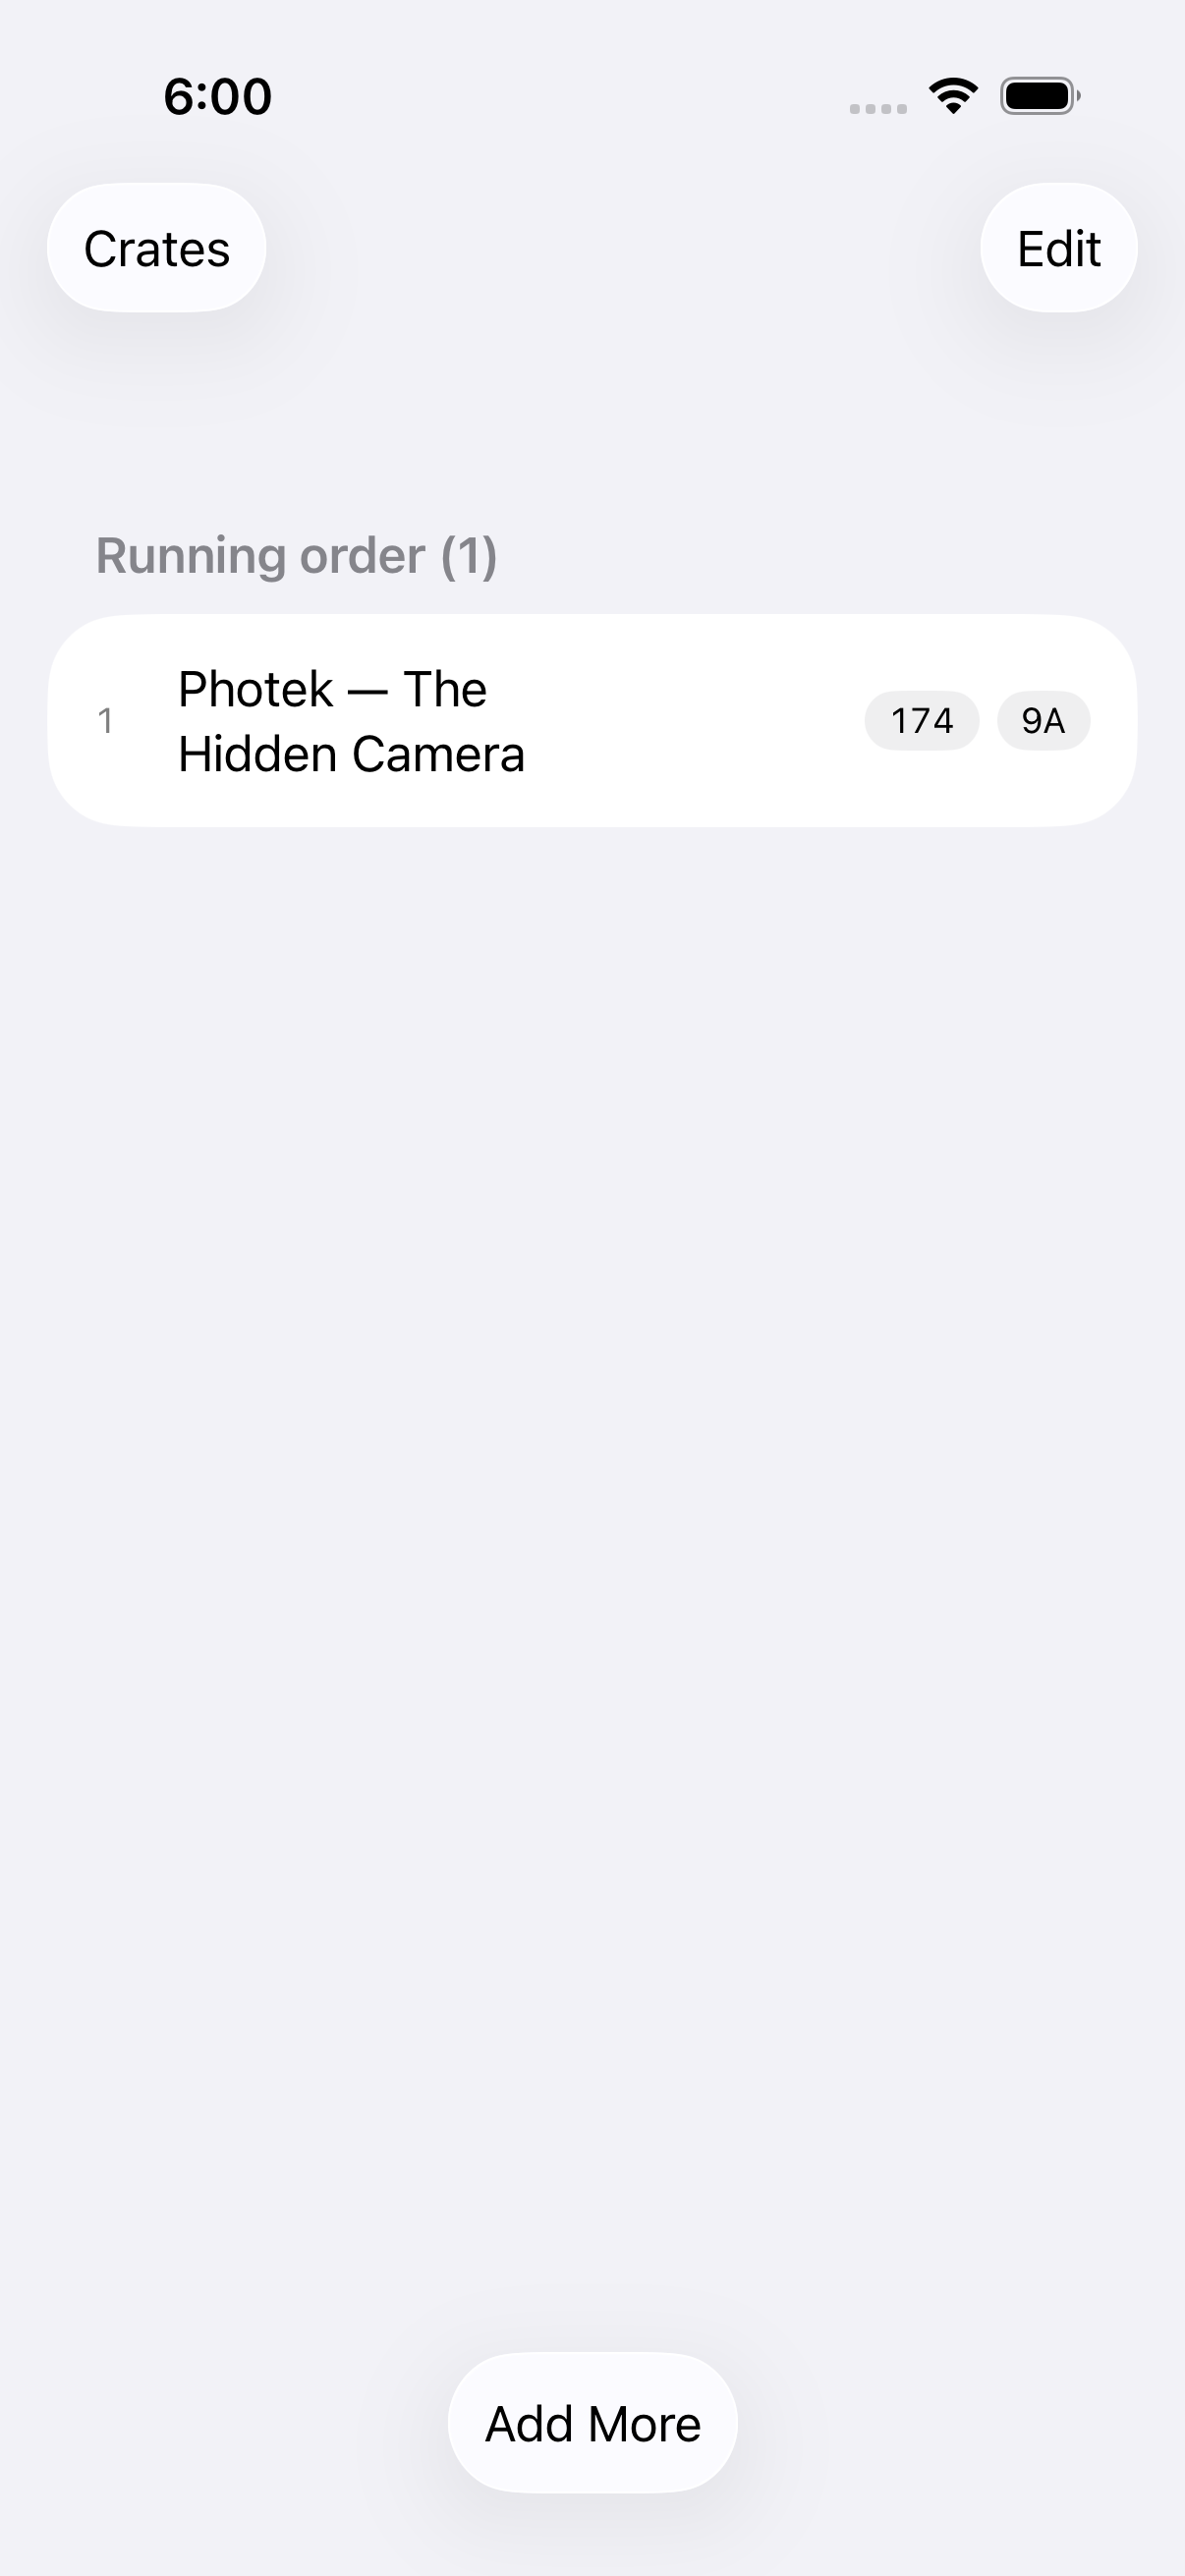 6:00
Crates
Edit
Running order (1)
1
Photek — The
Hidden Camera
174
9A
Add More